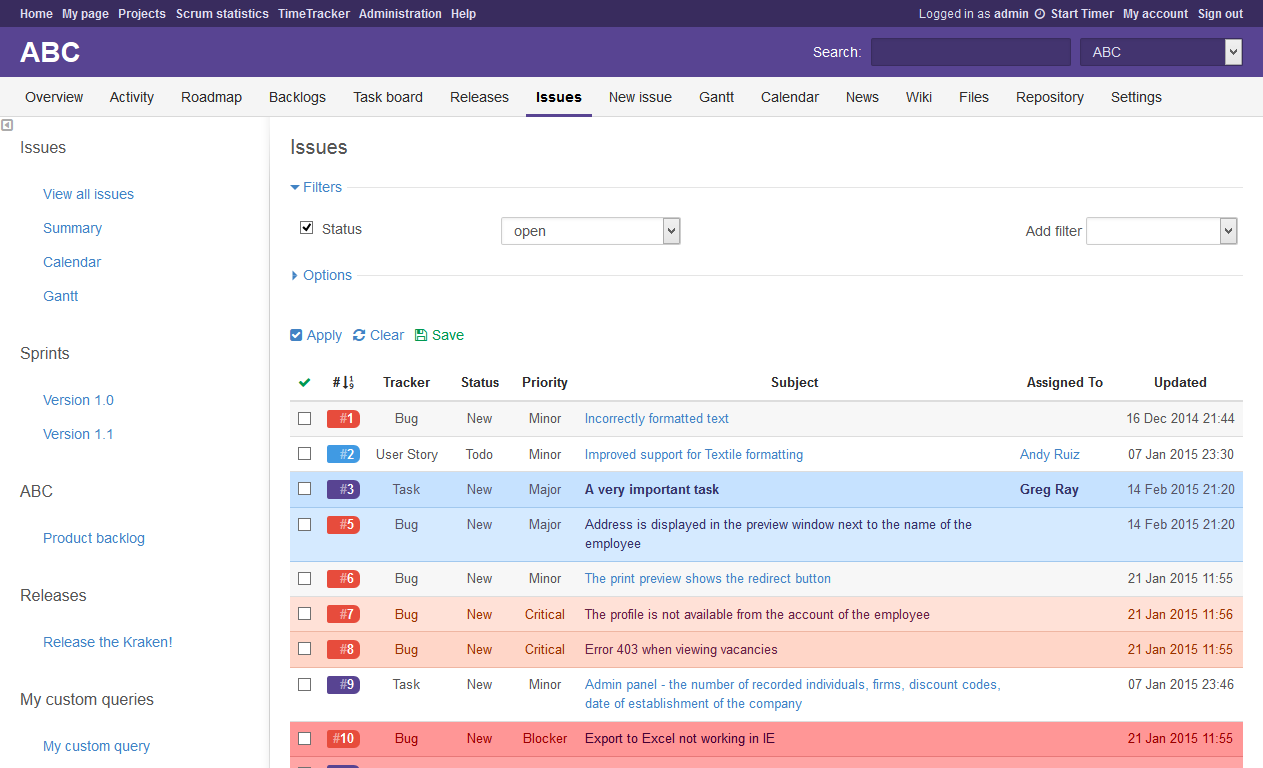 Home My page Projects Scrum statistics TimeTracker Administration Help Logged in as admin Start Timer My account Sign out
ABC Search: ABC
Overview Activity Roadmap Backlogs Task board Releases Issues New issue Gantt Calendar News Wiki Files Repository Settings
Issues
View all issues
Summary
Calendar
Gantt
Sprints
Version 1.0
Version 1.1
ABC
Product backlog
Releases
Release the Kraken!
My custom queries
My custom query
Issues
Filters
Status open Add filter
Options
Apply Clear Save
# Tracker Status Priority Subject Assigned To Updated
#1 Bug New Minor Incorrectly formatted text 16 Dec 2014 21:44
#2 User Story Todo Minor Improved support for Textile formatting Andy Ruiz 07 Jan 2015 23:30
#3 Task New Major A very important task Greg Ray 14 Feb 2015 21:20
#5 Bug New Major Address is displayed in the preview window next to the name of the 14 Feb 2015 21:20
employee
#6 Bug New Minor The print preview shows the redirect button 21 Jan 2015 11:55
#7 Bug New Critical The profile is not available from the account of the employee 21 Jan 2015 11:56
#8 Bug New Critical Error 403 when viewing vacancies 21 Jan 2015 11:55
#9 Task New Minor Admin panel - the number of recorded individuals, firms, discount codes, 07 Jan 2015 23:46
date of establishment of the company
#10 Bug New Blocker Export to Excel not working in IE 21 Jan 2015 11:55